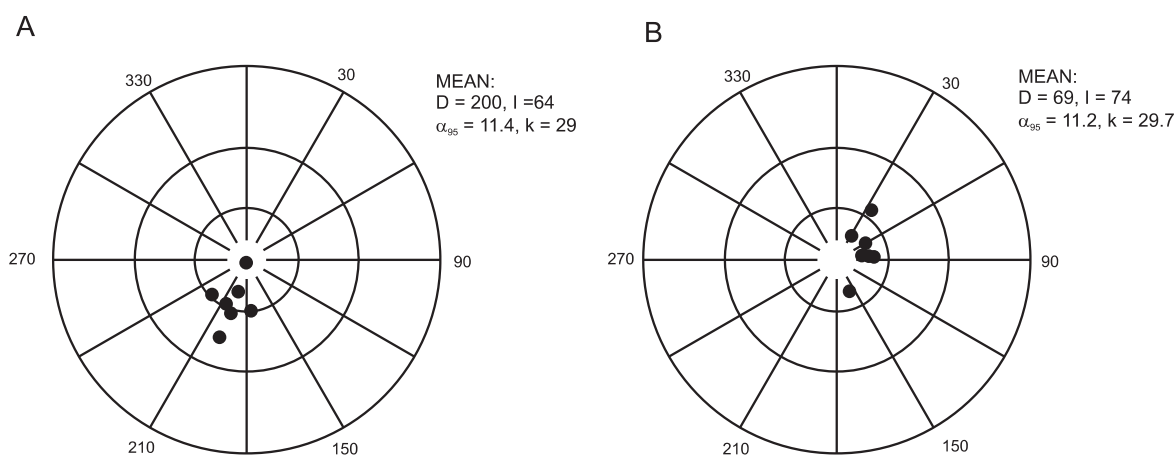 A
330
30
MEAN:
D = 200, I =64
α₉₅ = 11.4, k = 29
270
90
210
150
B
330
30
MEAN:
D = 69, I = 74
α₉₅ = 11.2, k = 29.7
270
90
210
150